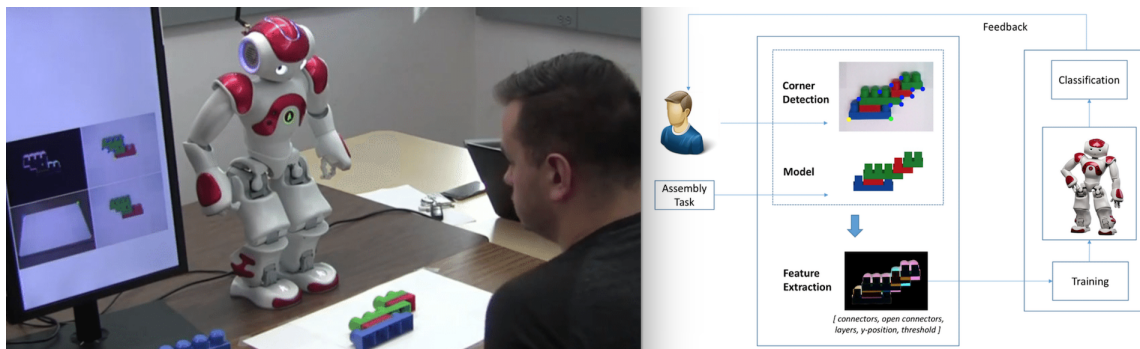 Feedback
Corner
Detection
Classification
Model
Assembly
Task
Feature
Extraction
Training
[ connectors, open connectors,
layers, y-position, threshold ]